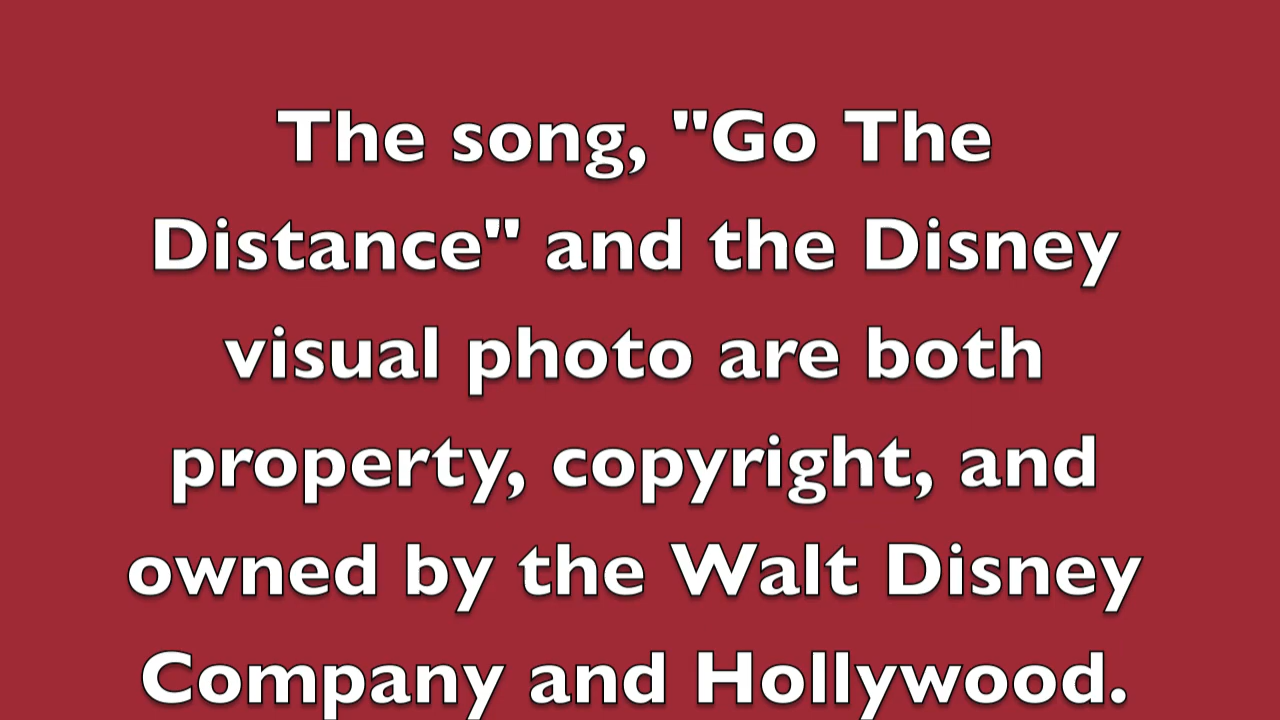 The song, "Go The
Distance" and the Disney
visual photo are both
property, copyright, and
owned by the Walt Disney
Company and Hollywood.